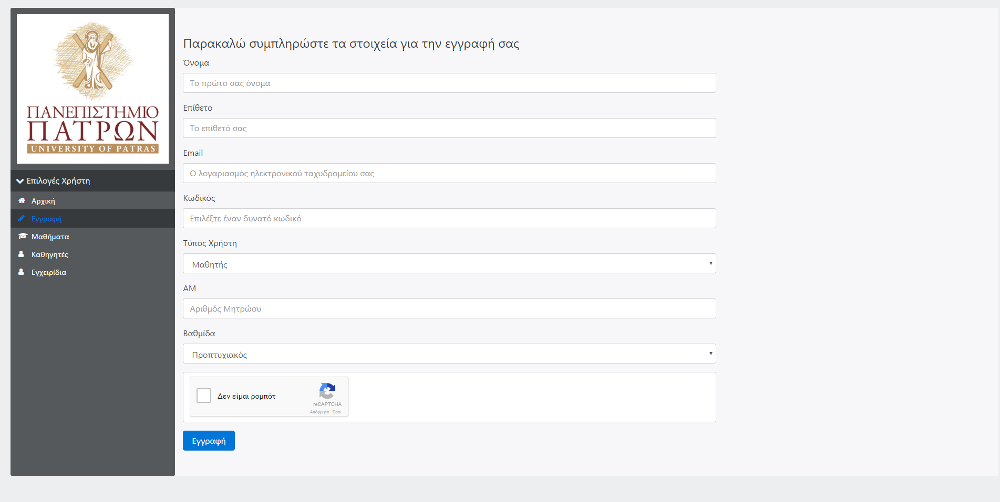 ΠΑΝΕΠΙΣΤΗΜΙΟ
ΠΑΤΡΩΝ
UNIVERSITY OF PATRAS
Επιλογές Χρήστη
Αρχική
Εγγραφή
Μαθήματα
Καθηγητές
Εγχειρίδια
Παρακαλώ συμπληρώστε τα στοιχεία για την εγγραφή σας
Όνομα
Το πρώτο σας όνομα
Επίθετο
Το επίθετό σας
Email
Ο λογαριασμός ηλεκτρονικού ταχυδρομείου σας
Κωδικός
Επιλέξτε έναν δυνατό κωδικό
Τύπος Χρήστη
Μαθητής
ΑΜ
Αριθμός Μητρώου
Βαθμίδα
Προπτυχιακός
Δεν είμαι ρομπότ
reCAPTCHA
Απόρρητο - Όροι
Εγγραφή